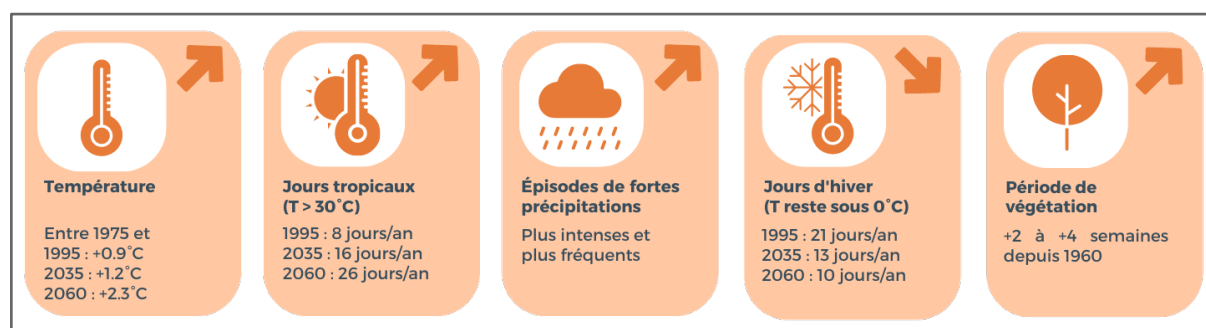 Température
Entre 1975 et
1995 : +0.9°C
2035 : +1.2°C
2060 : +2.3°C
Jours tropicaux
(T > 30°C)
1995 : 8 jours/an
2035 : 16 jours/an
2060 : 26 jours/an
Épisodes de fortes
précipitations
Plus intenses et
plus fréquents
Jours d'hiver
(T reste sous 0°C)
1995 : 21 jours/an
2035 : 13 jours/an
2060 : 10 jours/an
Période de
végétation
+2 à +4 semaines
depuis 1960